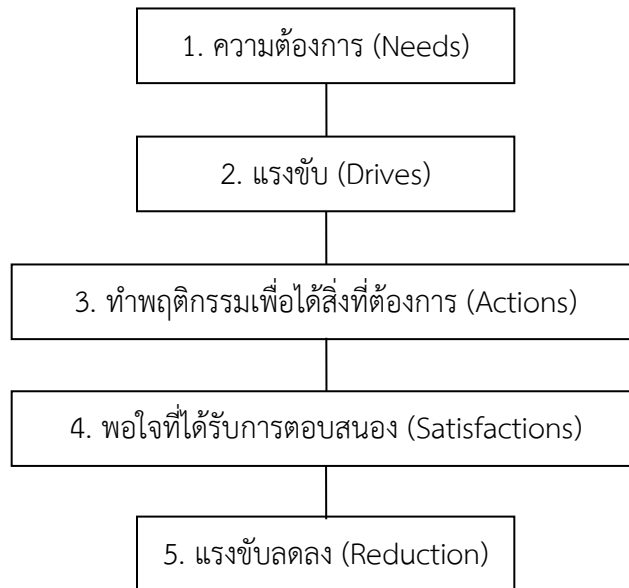 1. ความต้องการ (Needs)
2. แรงขับ (Drives)
3. ทำพฤติกรรมเพื่อได้สิ่งที่ต้องการ (Actions)
4. พอใจที่ได้รับการตอบสนอง (Satisfactions)
5. แรงขับลดลง (Reduction)